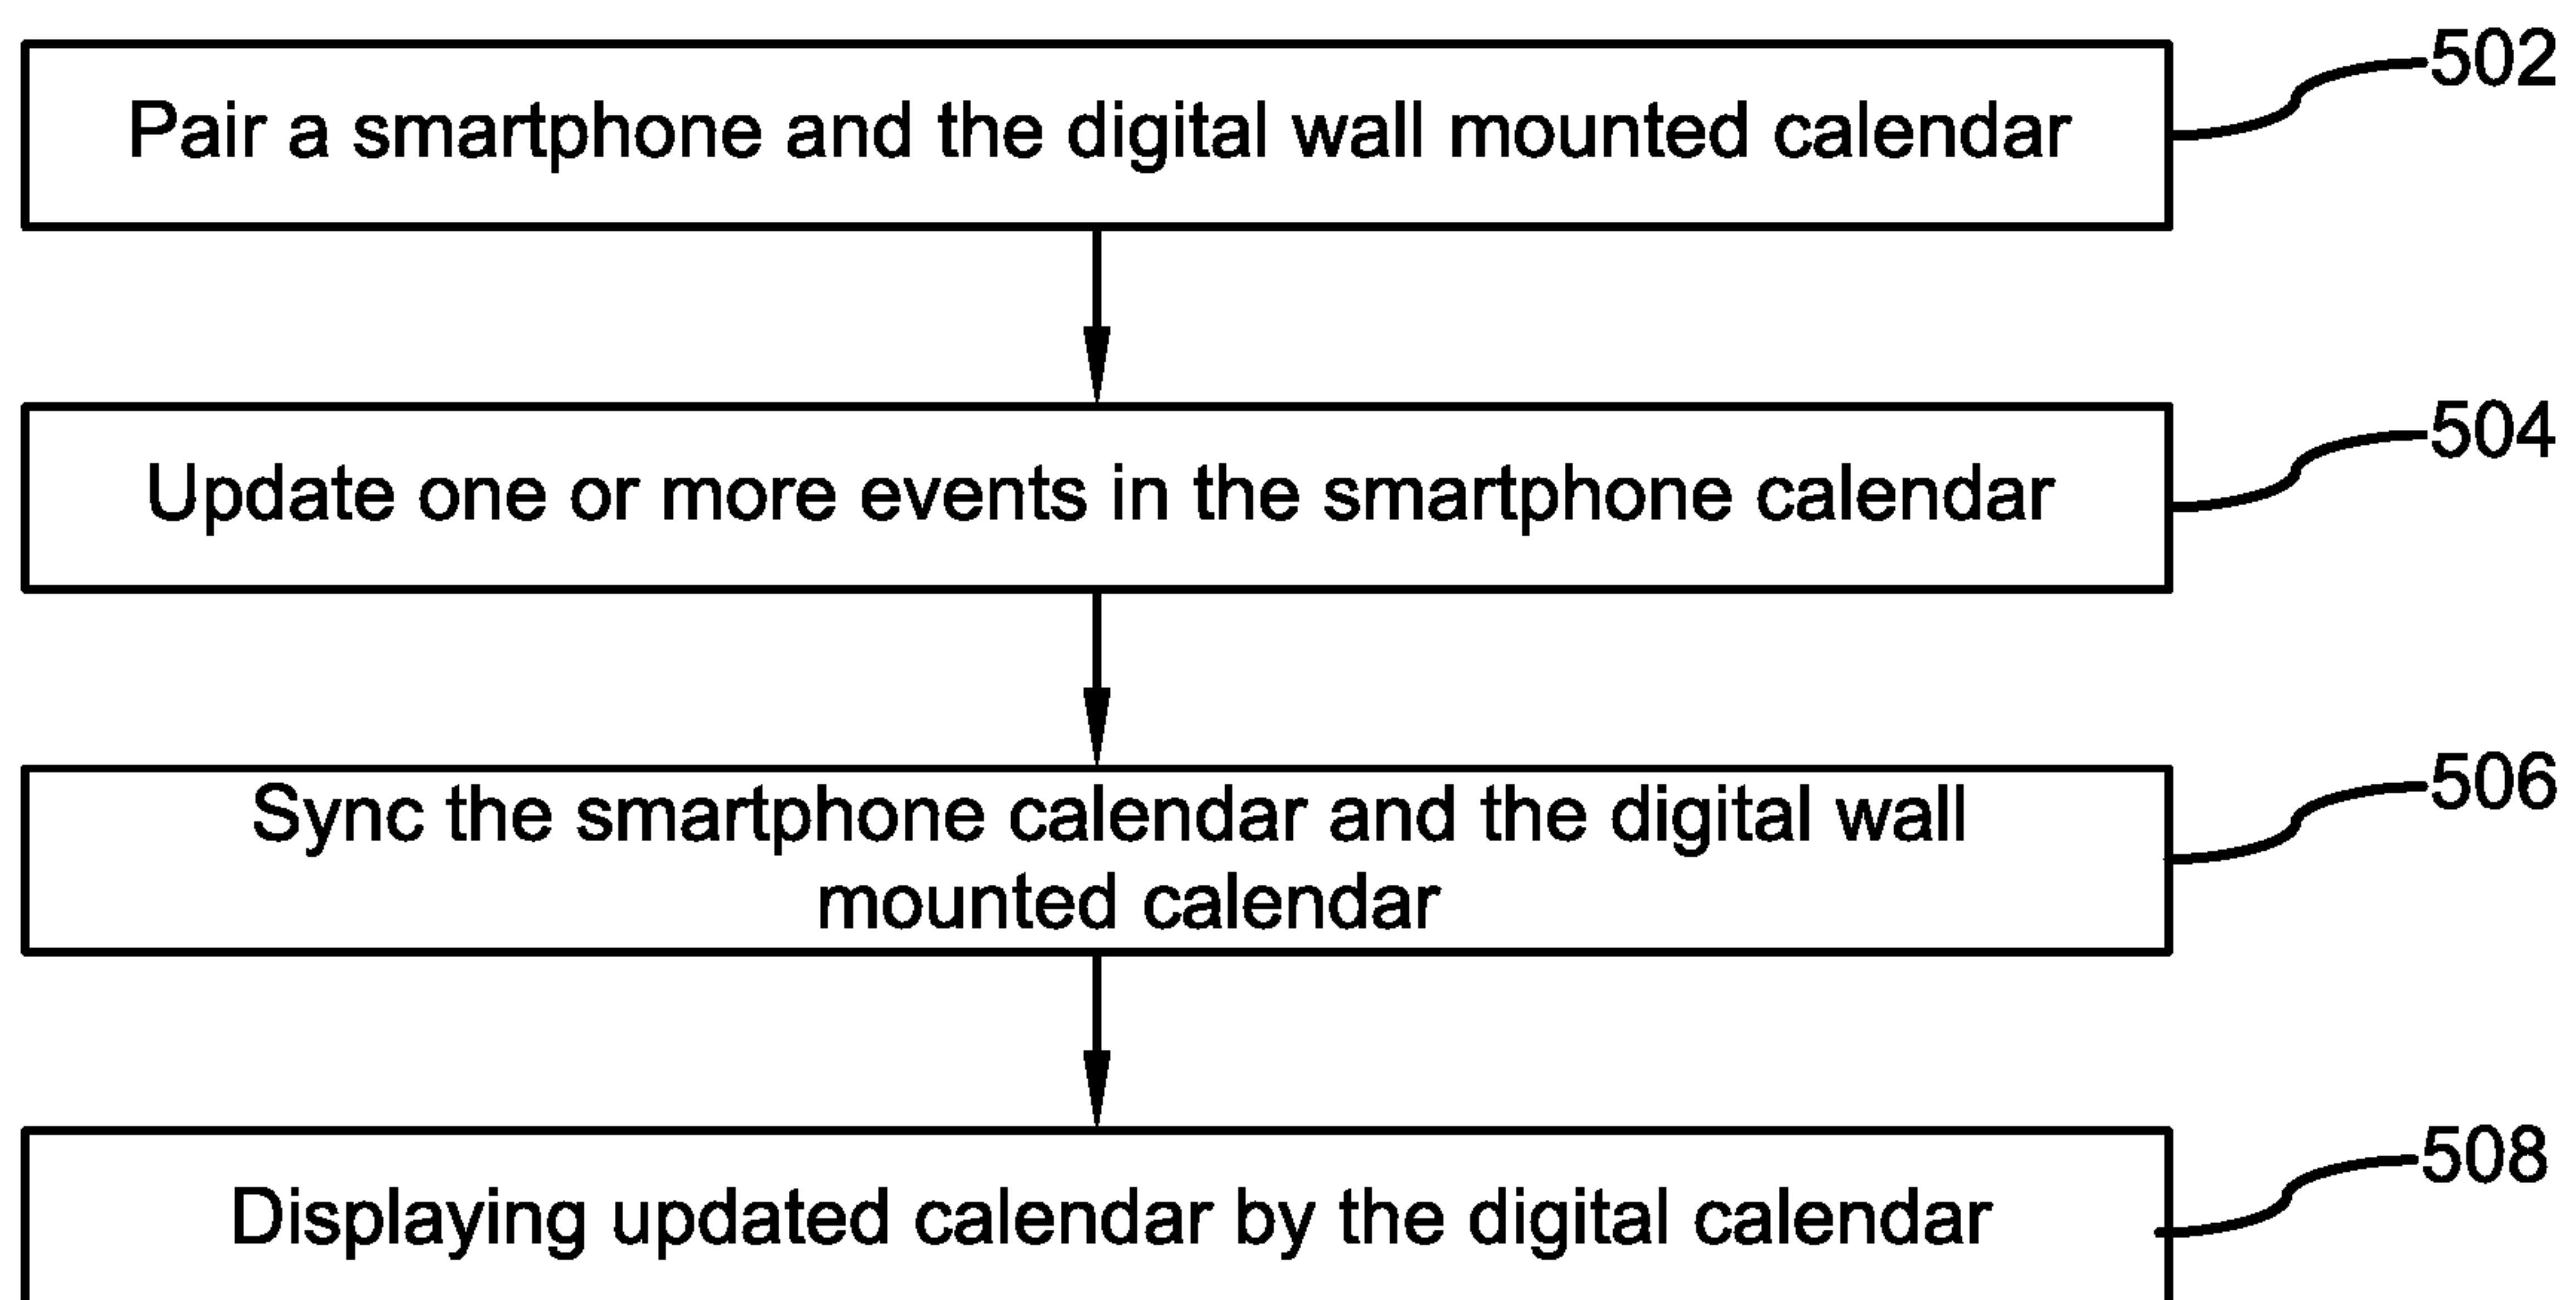 502
Pair a smartphone and the digital wall mounted calendar
504
Update one or more events in the smartphone calendar
506
Sync the smartphone calendar and the digital wall
mounted calendar
508
Displaying updated calendar by the digital calendar